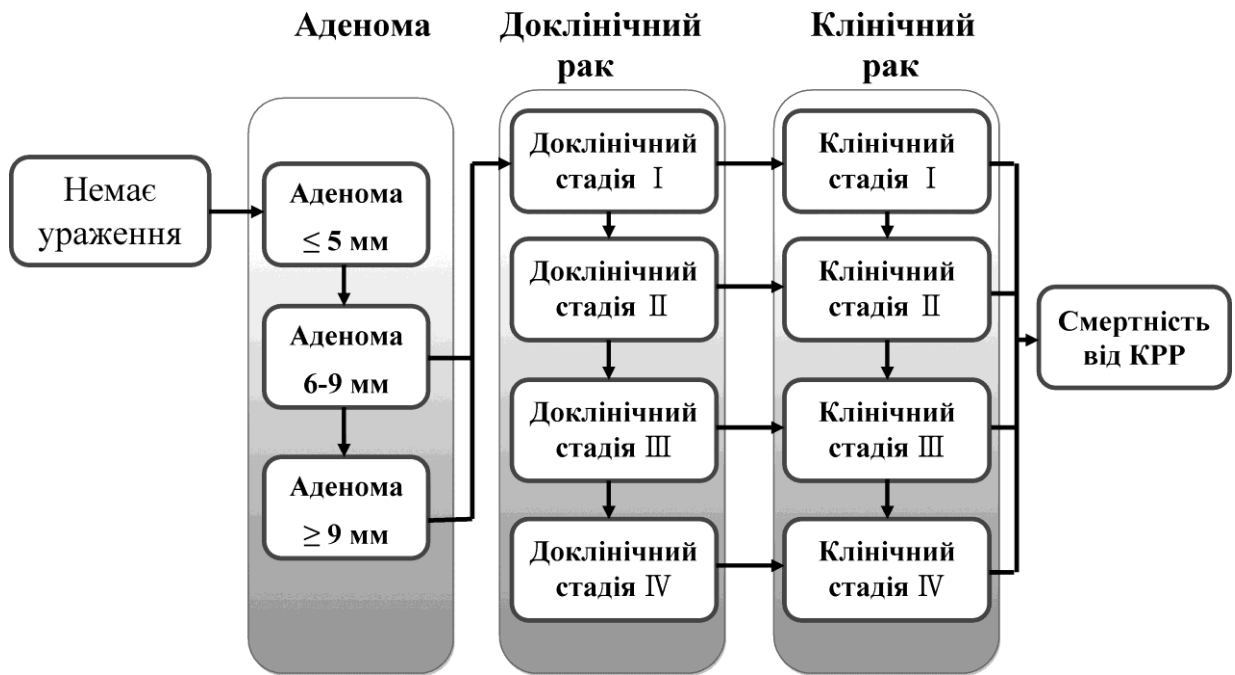 Аденома
Доклінічний
рак
Клінічний
рак
Немає
ураження
Аденома
≤ 5 мм
Аденома
6-9 мм
Аденома
≥ 9 мм
Доклінічний
стадія Ⅰ
Доклінічний
стадія Ⅱ
Доклінічний
стадія Ⅲ
Доклінічний
стадія Ⅳ
Клінічний
стадія Ⅰ
Клінічний
стадія Ⅱ
Клінічний
стадія Ⅲ
Клінічний
стадія Ⅳ
Смертність
від КРР